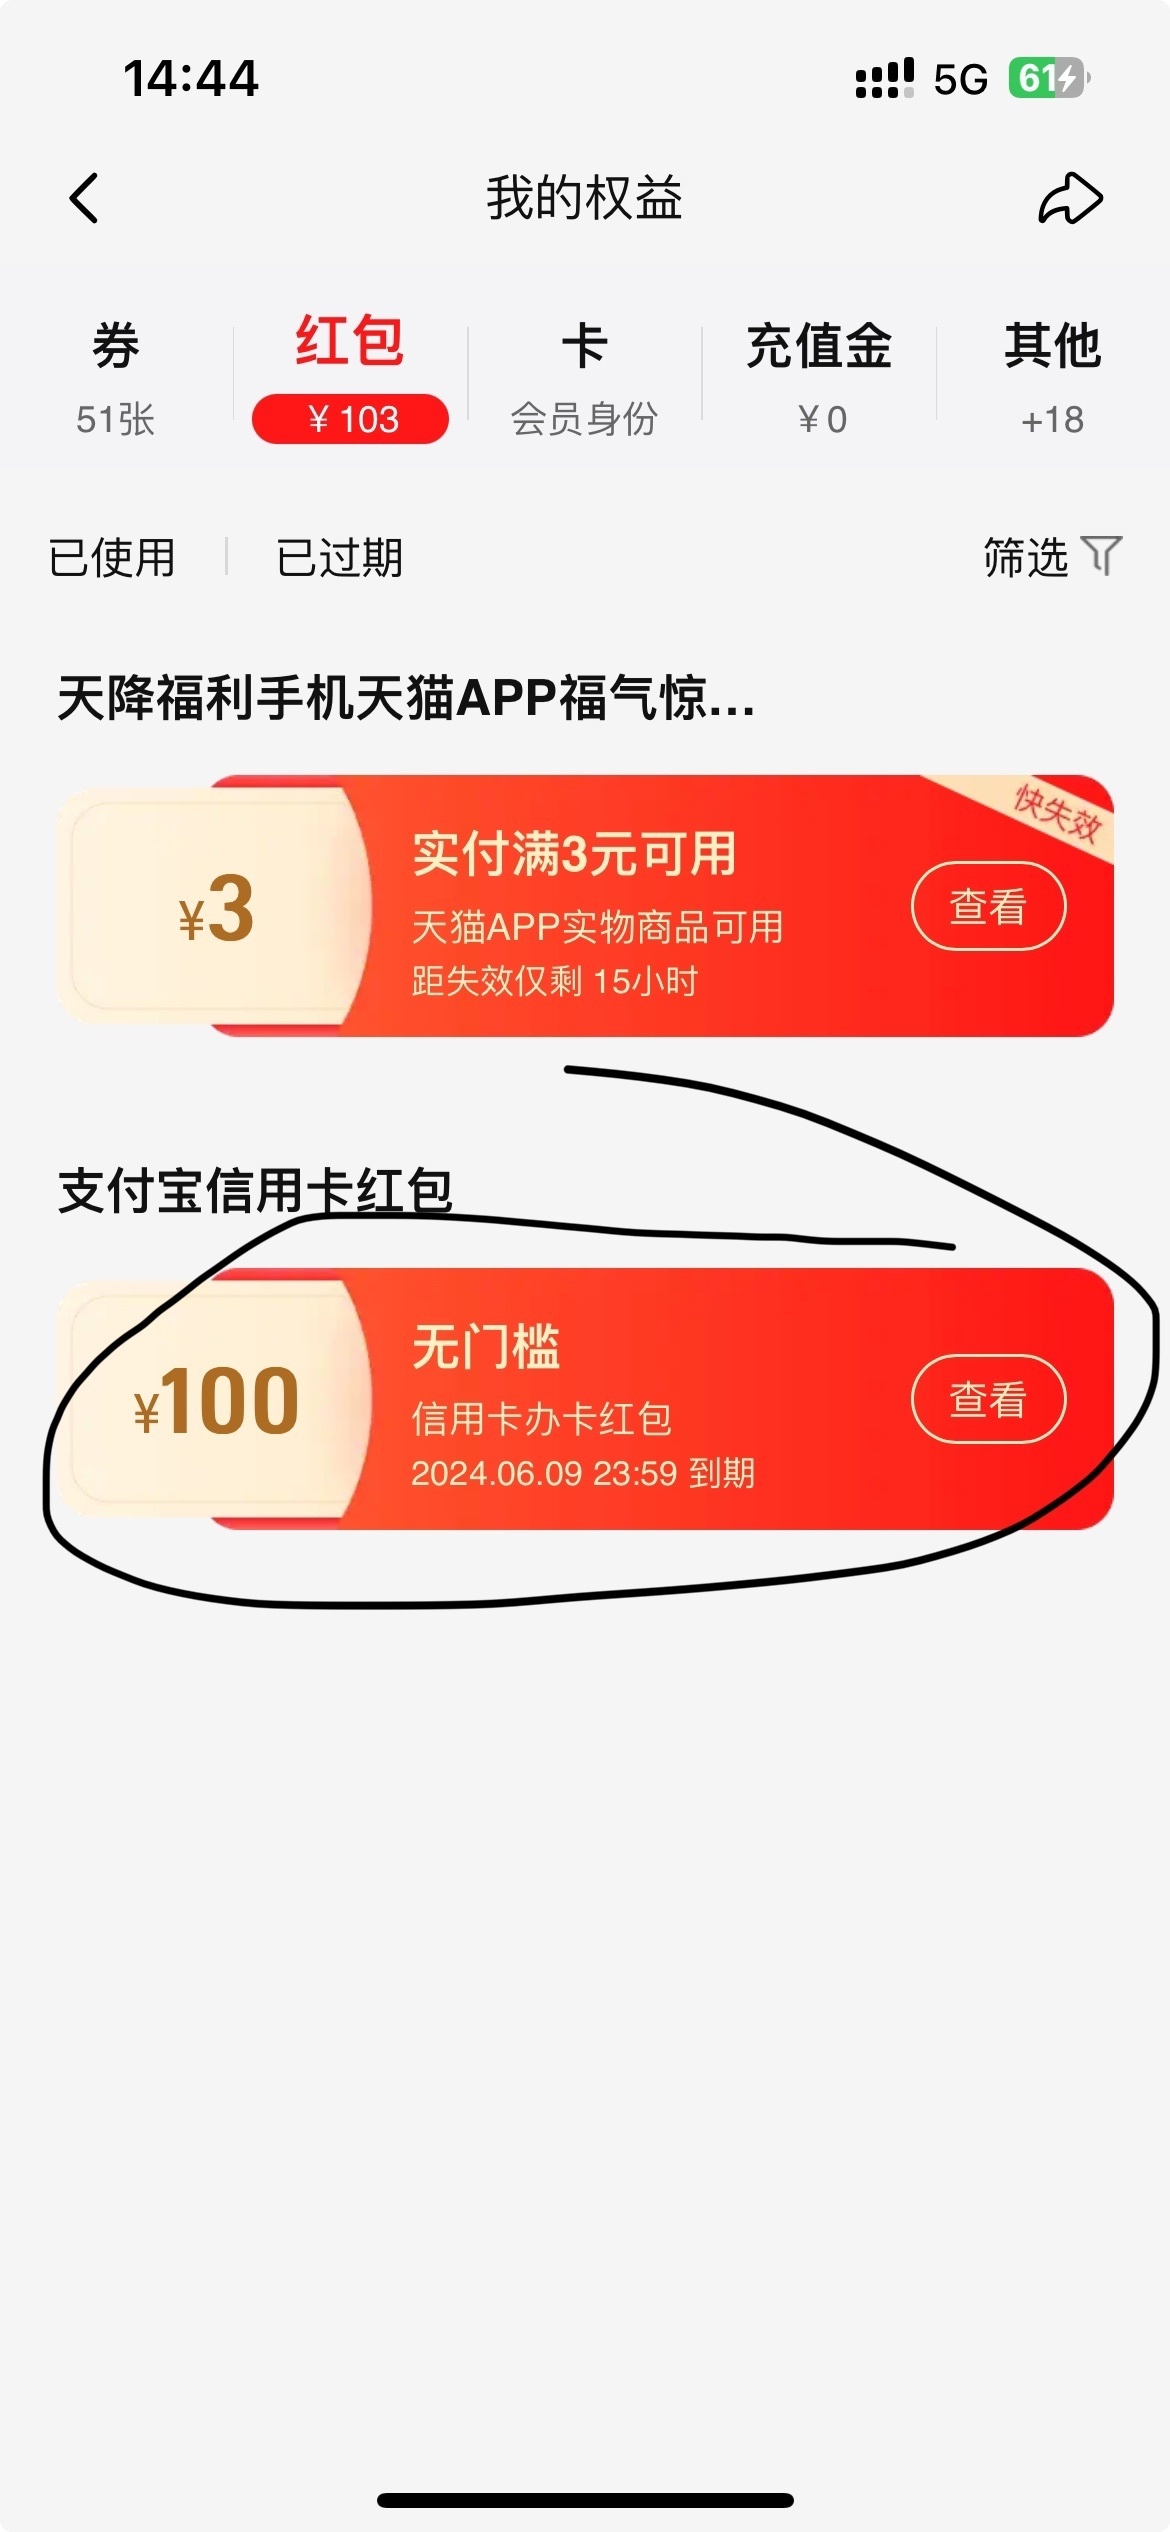 14:44 5G 61
我的权益
券 红包 卡 充值金 其他
51张 ¥103 会员身份 ¥0 +18
已使用 已过期 筛选
天降福利手机天猫APP福气惊...
快失效
实付满3元可用
¥3 天猫APP实物商品可用 查看
距失效仅剩 15小时
支付宝信用卡红包
无门槛
¥100 信用卡办卡红包 查看
2024.06.09 23:59 到期